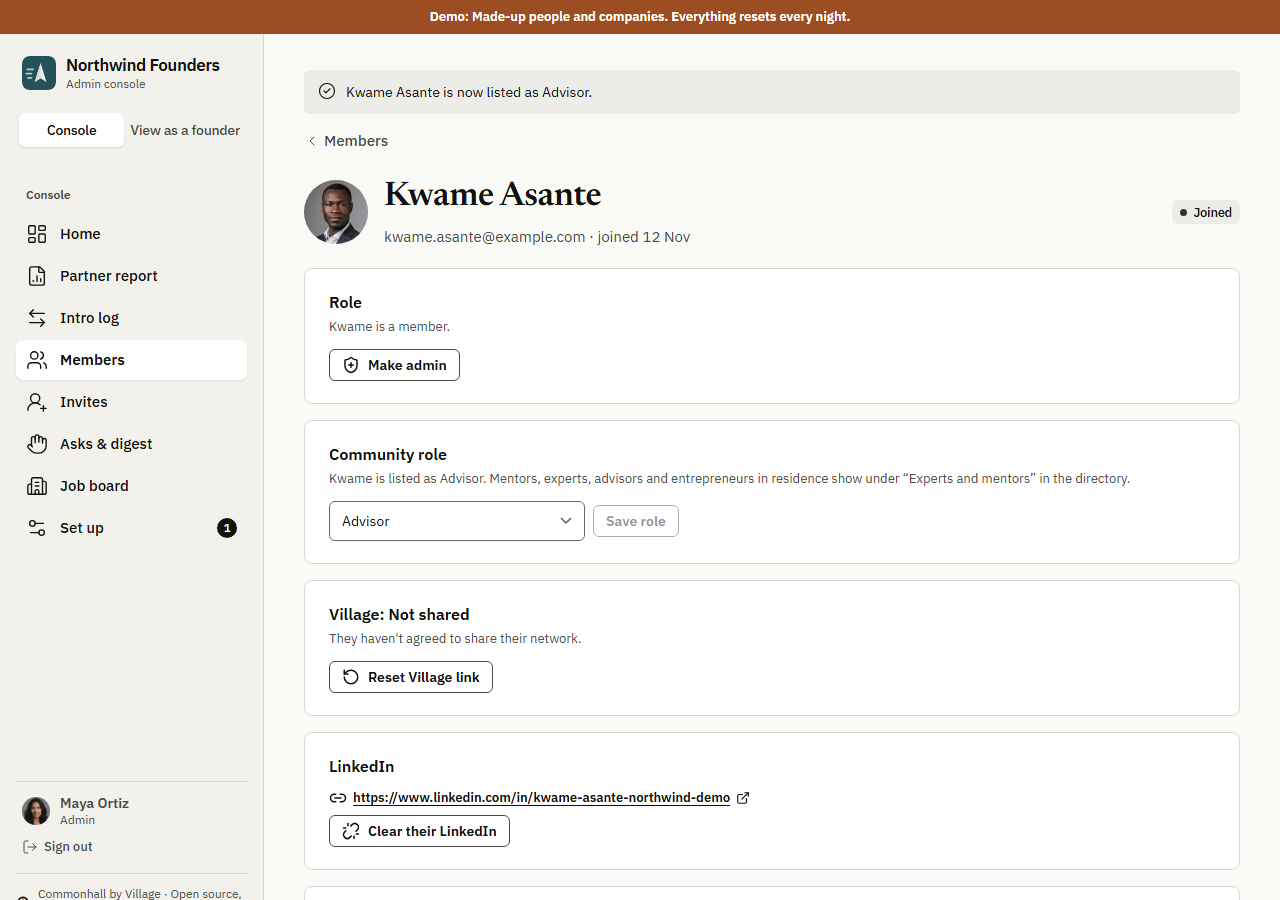 Demo: Made-up people and companies. Everything resets every night.
Northwind Founders
Admin console
Console
View as a founder
Console
Home
Partner report
Intro log
Members
Invites
Asks & digest
Job board
Set up
1
Maya Ortiz
Admin
Sign out
Commonhall by Village · Open source,
Kwame Asante is now listed as Advisor.
Members
Kwame Asante
kwame.asante@example.com · joined 12 Nov
Joined
Role
Kwame is a member.
Make admin
Community role
Kwame is listed as Advisor. Mentors, experts, advisors and entrepreneurs in residence show under “Experts and mentors” in the directory.
Advisor
Save role
Village: Not shared
They haven't agreed to share their network.
Reset Village link
LinkedIn
https://www.linkedin.com/in/kwame-asante-northwind-demo
Clear their LinkedIn